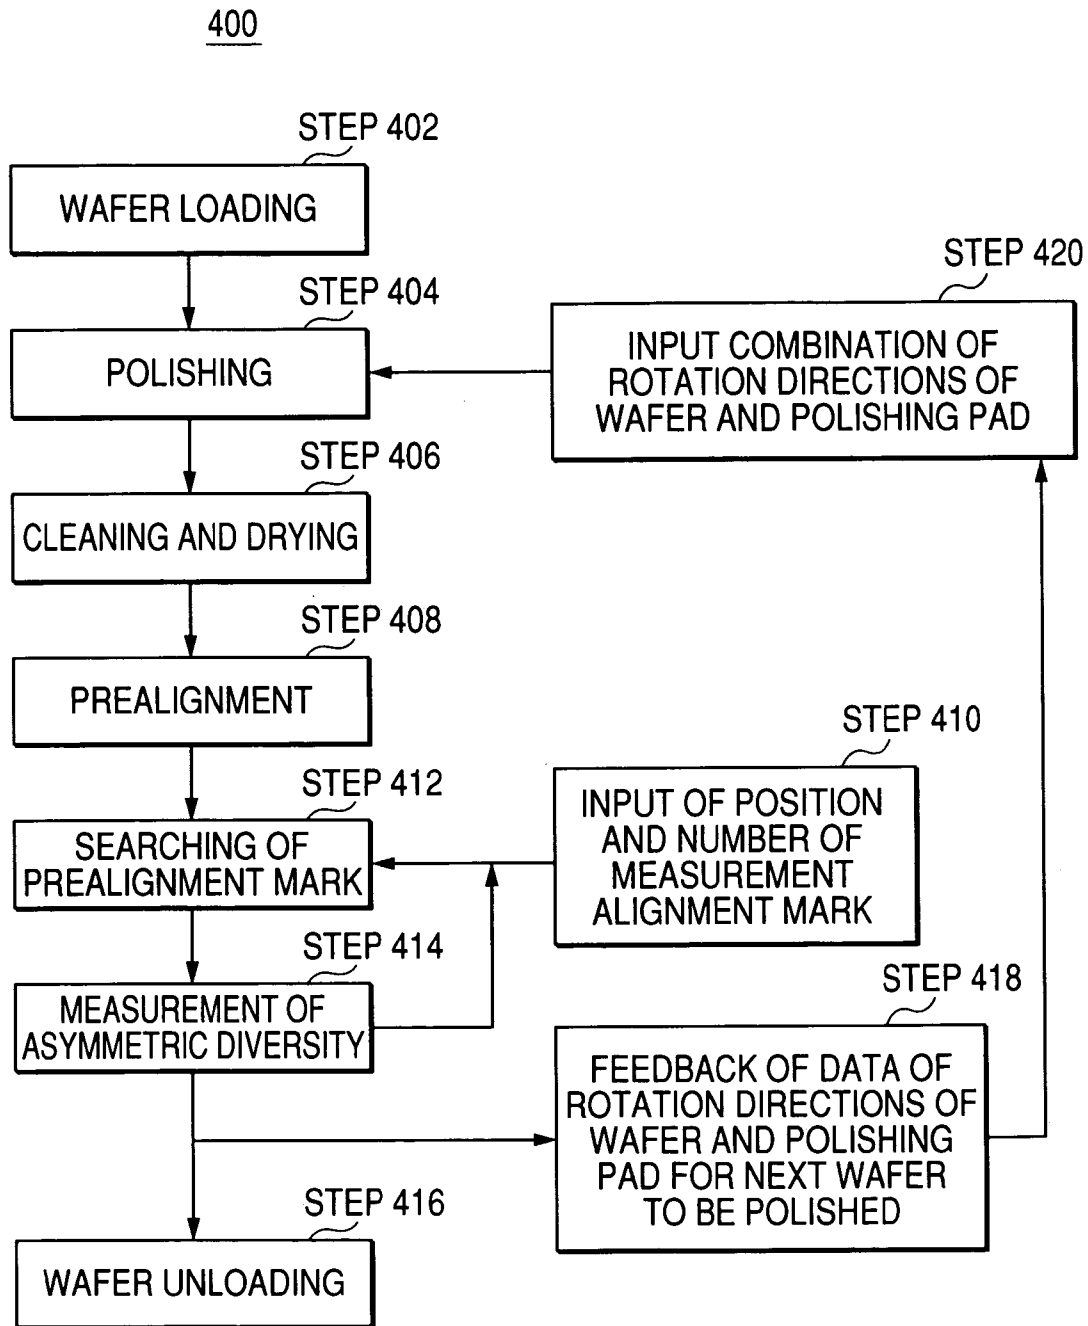 400
STEP 402
WAFER LOADING
STEP 404
POLISHING
STEP 406
CLEANING AND DRYING
STEP 408
PREALIGNMENT
STEP 412
SEARCHING OF
PREALIGNMENT MARK
STEP 414
MEASUREMENT OF
ASYMMETRIC DIVERSITY
STEP 416
WAFER UNLOADING
STEP 420
INPUT COMBINATION OF
ROTATION DIRECTIONS OF
WAFER AND POLISHING PAD
STEP 410
INPUT OF POSITION
AND NUMBER OF
MEASUREMENT
ALIGNMENT MARK
STEP 418
FEEDBACK OF DATA OF
ROTATION DIRECTIONS OF
WAFER AND POLISHING
PAD FOR NEXT WAFER
TO BE POLISHED